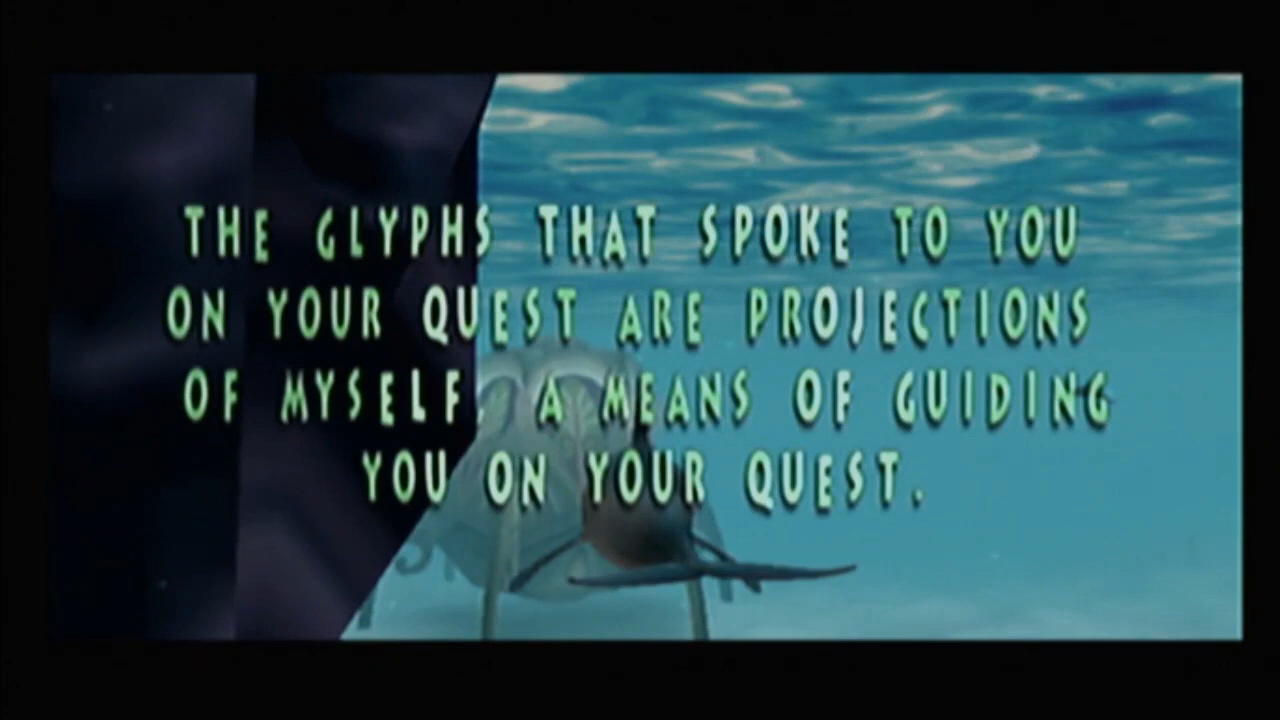 THE GLYPHS THAT SPOKE TO YOU
ON YOUR QUEST ARE PROJECTIONS
OF MYSELF, A MEANS OF GUIDING
YOU ON YOUR QUEST.